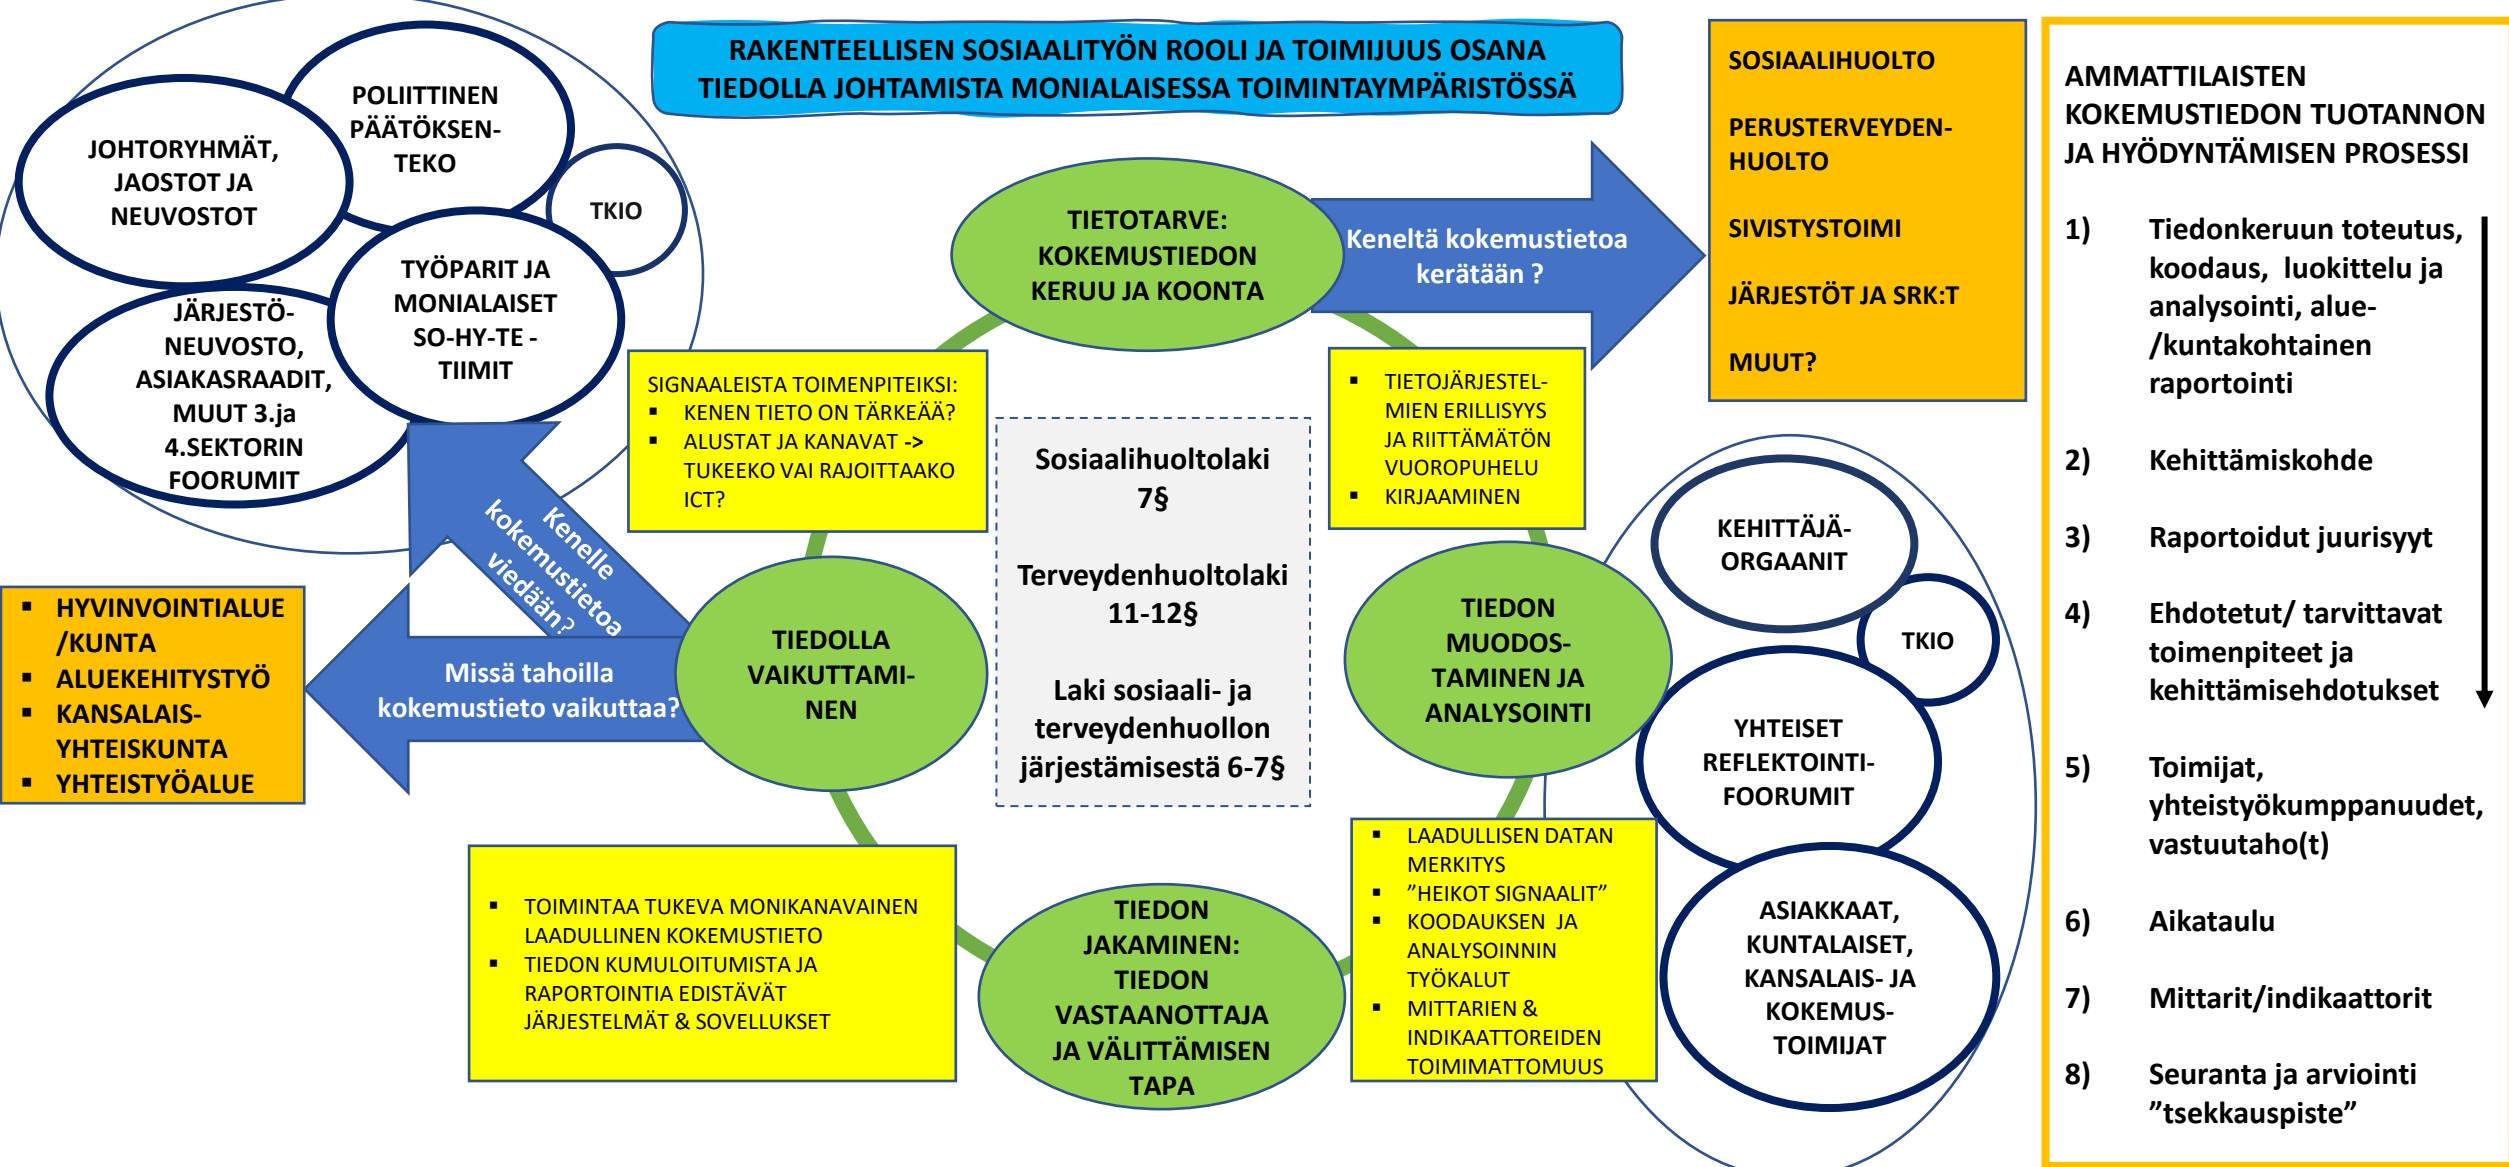 RAKENTEELLISEN SOSIAALITYÖN ROOLI JA TOIMIJUUS OSANA
TIEDOLLA JOHTAMISTA MONIALAISESSA TOIMINTAYMPÄRISTÖSSÄ
POLIITTINEN
PÄÄTÖKSEN-
TEKO
JOHTORYHMÄT,
JAOSTOT JA
NEUVOSTOT
TKIO
TYÖPARIT JA
MONIALAISET
SO-HY-TE -
TIIMIT
JÄRJESTÖ-
NEUVOSTO,
ASIAKASRAADIT,
MUUT 3.ja
4.SEKTORIN
FOORUMIT
TIETOTARVE:
KOKEMUSTIEDON
KERUU JA KOONTA
Keneltä kokemustietoa
kerätään ?
SOSIAALIHUOLTO
PERUSTERVEYDEN-
HUOLTO
SIVISTYSTOIMI
JÄRJESTÖT JA SRK:T
MUUT?
SIGNAALEISTA TOIMENPITEIKSI:
▪ KENEN TIETO ON TÄRKEÄÄ?
▪ ALUSTAT JA KANAVAT ->
TUKEEKO VAI RAJOITTAAKO
ICT?
▪ TIETOJÄRJESTEL-
MIEN ERILLISYYS
JA RIITTÄMÄTÖN
VUOROPUHELU
▪ KIRJAAMINEN
Sosiaalihuoltolaki
7§
Terveydenhuoltolaki
11-12§
Laki sosiaali- ja
terveydenhuollon
järjestämisestä 6-7§
Kenelle
kokemustietoa
viedään?
Missä tahoilla
kokemustieto vaikuttaa?
▪ HYVINVOINTIALUE
/KUNTA
▪ ALUEKEHITYSTYÖ
▪ KANSALAIS-
YHTEISKUNTA
▪ YHTEISTYÖALUE
TIEDOLLA
VAIKUTTAMI-
NEN
TIEDON
MUODOS-
TAMINEN JA
ANALYSOINTI
KEHITTÄJÄ-
ORGAANIT
TKIO
YHTEISET
REFLEKTOINTI-
FOORUMIT
ASIAKKAAT,
KUNTALAISET,
KANSALAIS- JA
KOKEMUS-
TOIMIJAT
▪ TOIMINTAA TUKEVA MONIKANAVAINEN
LAADULLINEN KOKEMUSTIETO
▪ TIEDON KUMULOITUMISTA JA
RAPORTOINTIA EDISTÄVÄT
JÄRJESTELMÄT & SOVELLUKSET
TIEDON
JAKAMINEN:
TIEDON
VASTAANOTTAJA
JA VÄLITTÄMISEN
TAPA
▪ LAADULLISEN DATAN
MERKITYS
▪ ”HEIKOT SIGNAALIT”
▪ KOODAUKSEN JA
ANALYSOINNIN
TYÖKALUT
▪ MITTARIEN &
INDIKAATTOREIDEN
TOIMIMATTOMUUS
AMMATTILAISTEN
KOKEMUSTIEDON TUOTANNON
JA HYÖDYNTÄMISEN PROSESSI
1) Tiedonkeruun toteutus,
koodaus, luokittelu ja
analysointi, alue-
/kuntakohtainen
raportointi
2) Kehittämiskohde
3) Raportoidut juurisyyt
4) Ehdotetut/ tarvittavat
toimenpiteet ja
kehittämisehdotukset
5) Toimijat,
yhteistyökumppanuudet,
vastuutaho(t)
6) Aikataulu
7) Mittarit/indikaattorit
8) Seuranta ja arviointi
”tsekkauspiste”